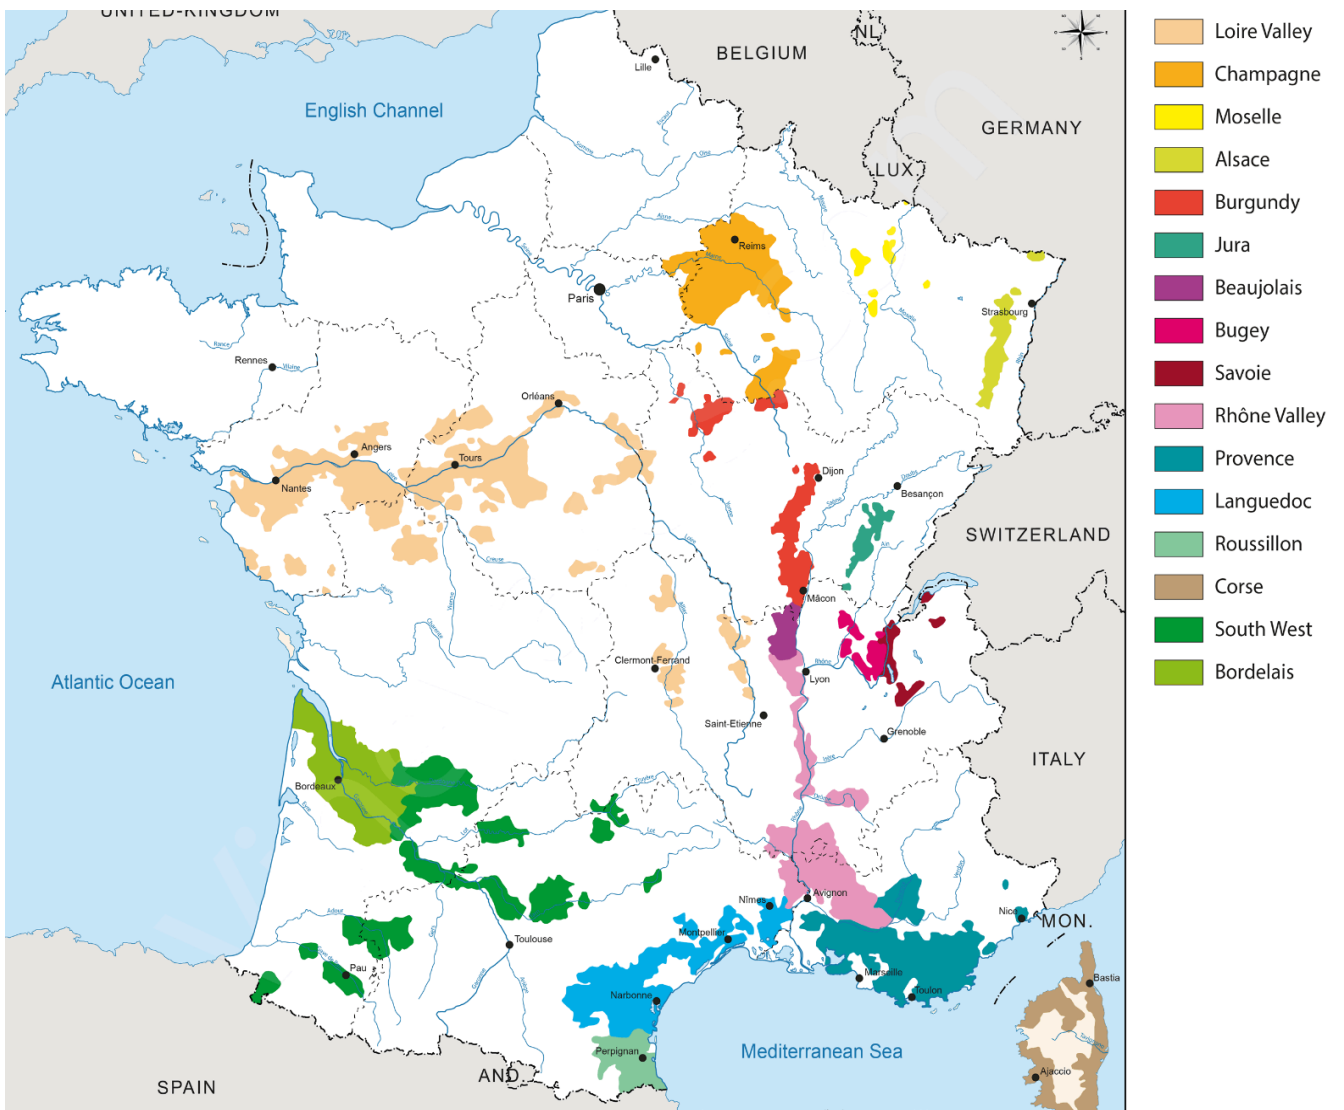 UNITED-KINGDOM
NL
BELGIUM
Lille
English Channel
GERMANY
LUX.
Reims
Paris
Strasbourg
Rennes
Vilaine
Orléans
Angers
Tours
Nantes
Dijon
Besançon
SWITZERLAND
Mâcon
Clermont-Ferrand
Lyon
Atlantic Ocean
Saint-Etienne
Grenoble
ITALY
Bordeaux
Avignon
Nîmes
Nice
MON.
Montpellier
Toulouse
Pau
Marseille
Toulon
Bastia
Narbonne
Perpignan
Mediterranean Sea
Ajaccio
AND.
SPAIN
Loire Valley
Champagne
Moselle
Alsace
Burgundy
Jura
Beaujolais
Bugey
Savoie
Rhône Valley
Provence
Languedoc
Roussillon
Corse
South West
Bordelais